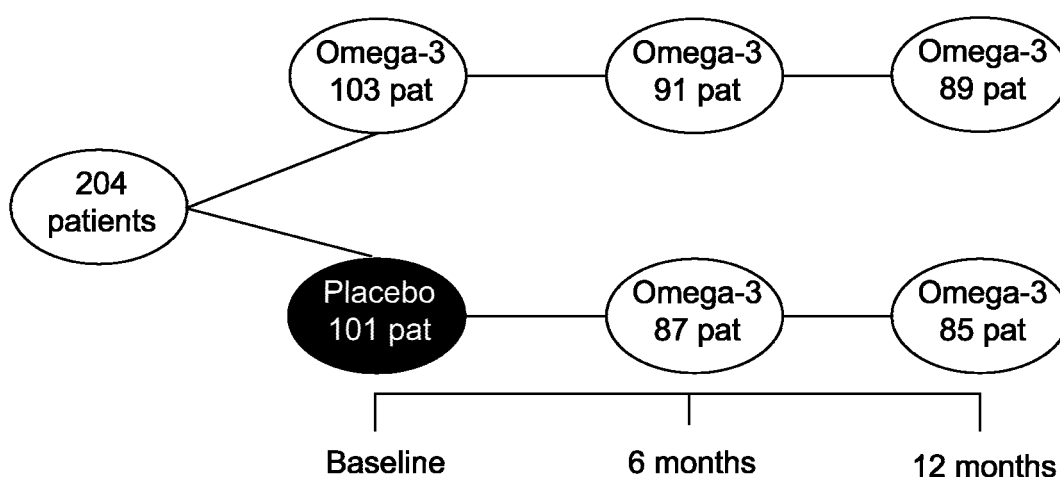 Omega-3
103 pat
Omega-3
91 pat
Omega-3
89 pat
204
patients
Placebo
101 pat
Omega-3
87 pat
Omega-3
85 pat
Baseline
6 months
12 months